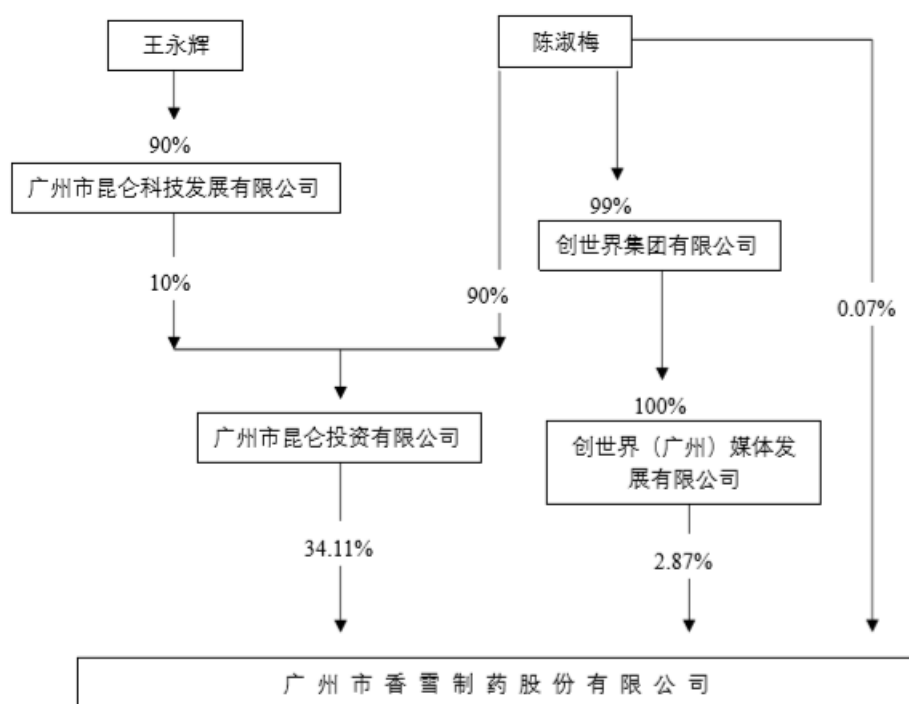 王永辉
陈淑梅
90%
广州市昆仑科技发展有限公司
99%
创世界集团有限公司
10%
90%
0.07%
100%
广州市昆仑投资有限公司
创世界（广州）媒体发
展有限公司
34.11%
2.87%
广州市香雪制药股份有限公司